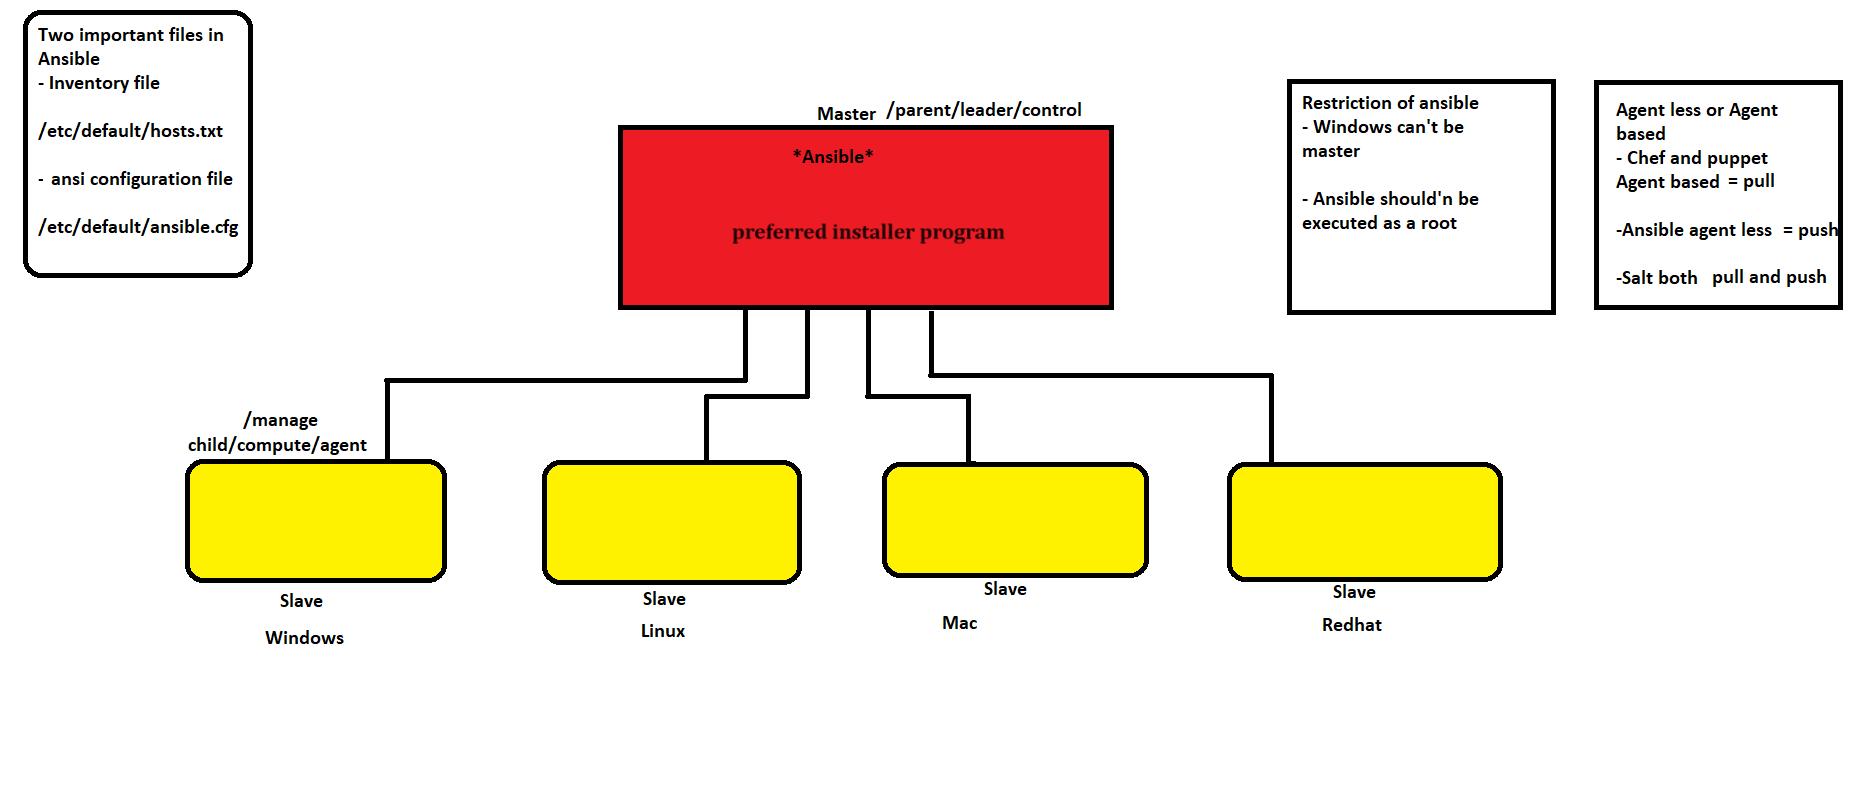 Two important files in
Ansible
- Inventory file
/etc/default/hosts.txt
- ansi configuration file
/etc/default/ansible.cfg
Master /parent/leader/control
*Ansible*
preferred installer program
Restriction of ansible
- Windows can't be
master
- Ansible should'n be
executed as a root
Agent less or Agent
based
- Chef and puppet
Agent based = pull
-Ansible agent less = push
-Salt both pull and push
/manage
child/compute/agent
Slave
Windows
Slave
Linux
Slave
Mac
Slave
Redhat